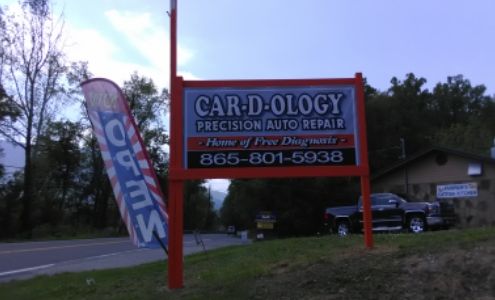 CAR-D-OLOGY
PRECISION AUTO REPAIR
- Home of Free Diagnosis -
865-801-5938
OPEN